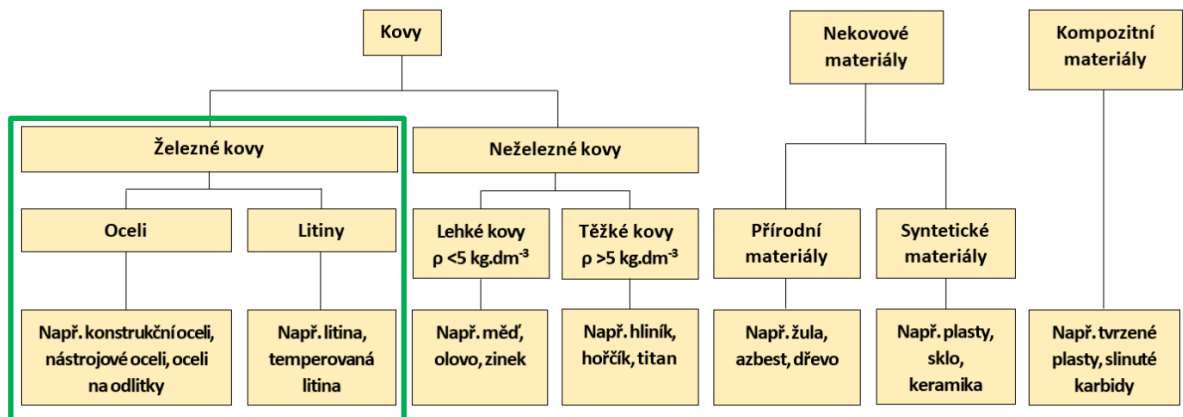 Kovy
Nekovové
materiály
Kompozitní
materiály
Železné kovy
Neželezné kovy
Oceli
Litiny
Lehké kovy
ρ <5 kg.dm⁻³
Těžké kovy
ρ >5 kg.dm⁻³
Přírodní
materiály
Syntetické
materiály
Např. konstrukční oceli,
nástrojové oceli, oceli
na odlitky
Např. litina,
temperovaná
litina
Např. měď,
olovo, zinek
Např. hliník,
hořčík, titan
Např. žula,
azbest, dřevo
Např. plasty,
sklo,
keramika
Např. tvrzené
plasty, slinuté
karbidy